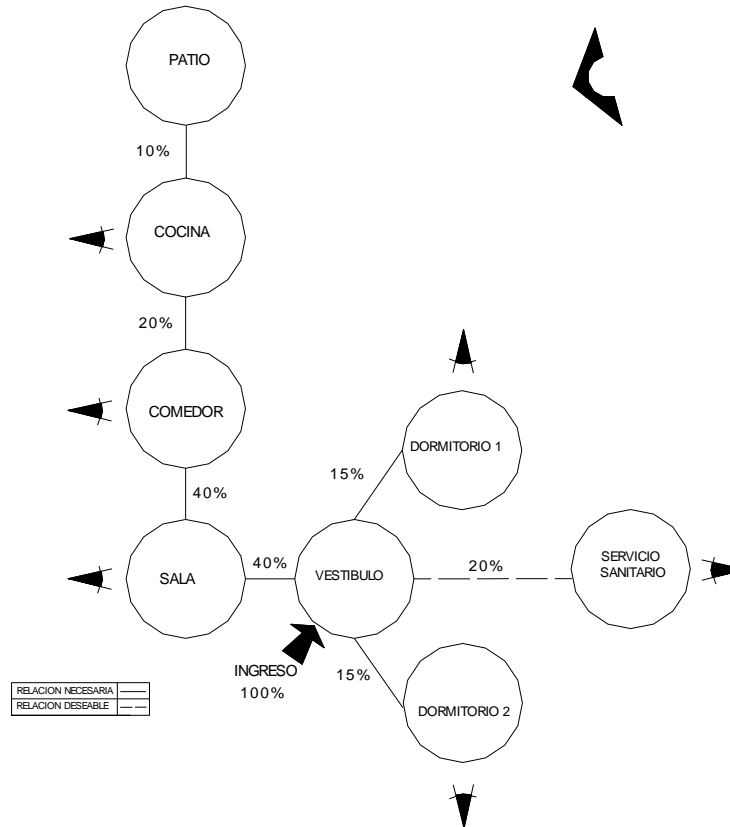 PATIO
10%
COCINA
20%
COMEDOR
40%
SALA
40%
VESTIBULO
15%
DORMITORIO 1
20%
SERVICIO
SANITARIO
INGRESO
100%
15%
DORMITORIO 2
RELACION NECESARIA
RELACION DESEABLE